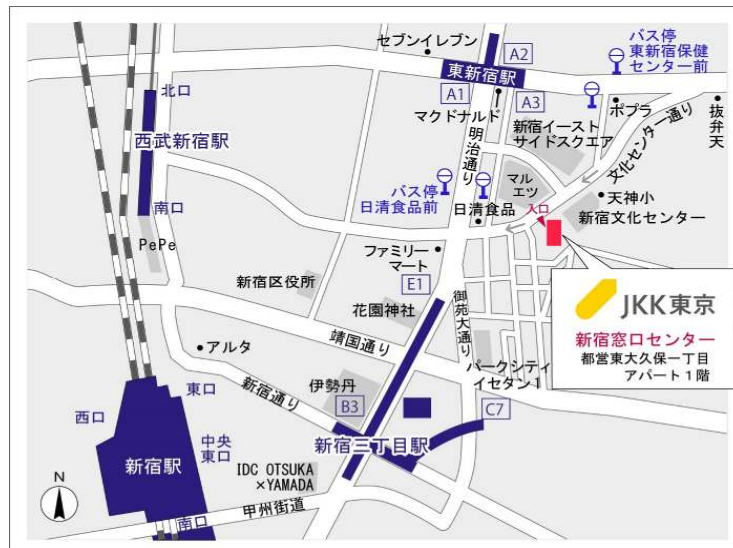 セブンイレブン
A2
バス停
東新宿保健
センター前
東新宿駅
北口
A1
A3
マクドナルド
ポプラ
抜弁天
西武新宿駅
明治通り
新宿イースト
サイドスクエア
文化センター通り
マル
エツ
天神小
バス停
日清食品前
日清食品
入口
新宿文化センター
南口
PePe
ファミリー
マート
新宿区役所
E1
花園神社
御苑大通り
JKK東京
新宿窓口センター
都営東大久保一丁目
アパート1階
靖国通り
アルタ
パークシティ
イセタン1
新宿通り
伊勢丹
東口
西口
B3
C7
中央
東口
新宿三丁目駅
新宿駅
IDC OTSUKA
×YAMADA
N
甲州街道
南口